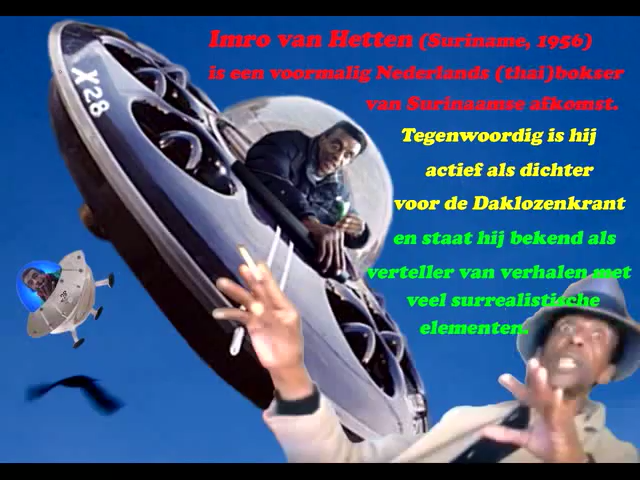 Imro van Hetten (Suriname, 1956)
is een voormalig Nederlands (thai)bokser
van Surinaamse afkomst.
Tegenwoordig is hij
actief als dichter
voor de Daklozenkrant
en staat hij bekend als
verteller van verhalen met
veel surrealistische
elementen.
X28